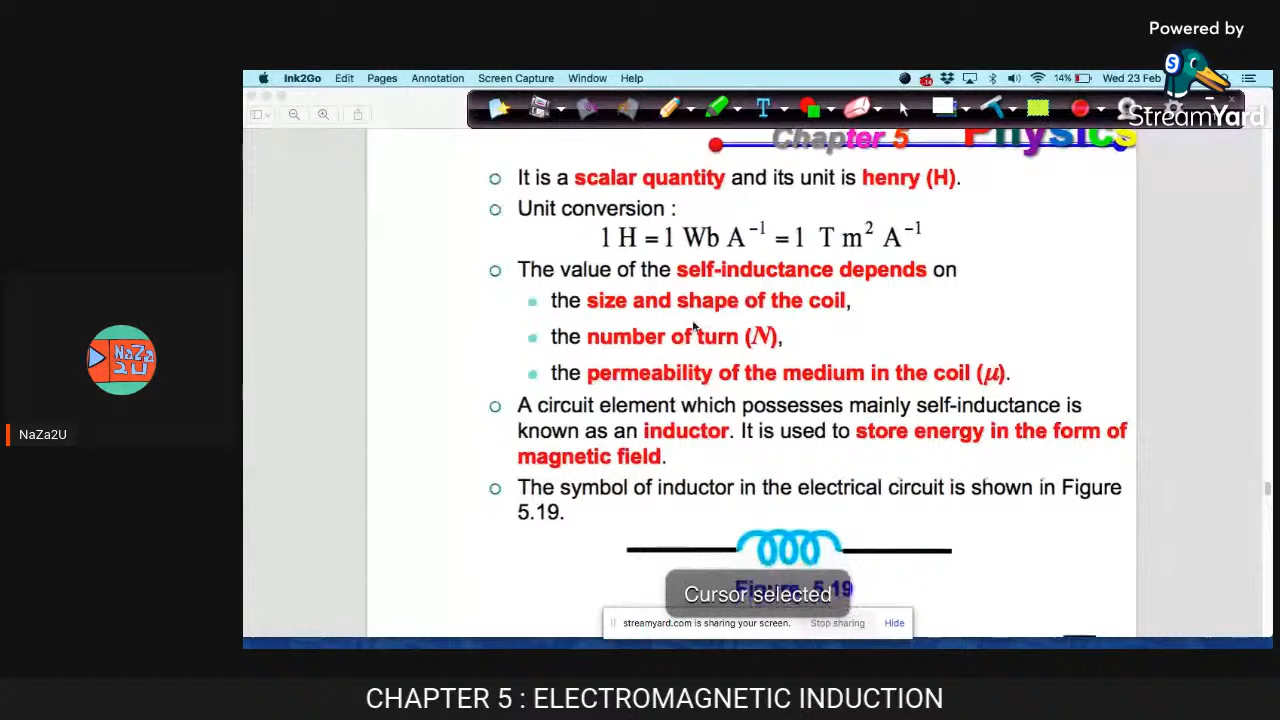 Powered by
StreamYard
Ink2Go Edit Pages Annotation Screen Capture Window Help 14% Wed 23 Feb
Chapter 5 Physics
It is a scalar quantity and its unit is henry (H).
Unit conversion :
1 H = 1 Wb A⁻¹ = 1 T m² A⁻¹
The value of the self-inductance depends on
the size and shape of the coil,
the number of turn (N),
the permeability of the medium in the coil (μ).
A circuit element which possesses mainly self-inductance is
known as an inductor. It is used to store energy in the form of
magnetic field.
The symbol of inductor in the electrical circuit is shown in Figure
5.19.
Figure 5.19
Cursor selected
streamyard.com is sharing your screen. Stop sharing Hide
NaZa
2U
NaZa2U
CHAPTER 5 : ELECTROMAGNETIC INDUCTION